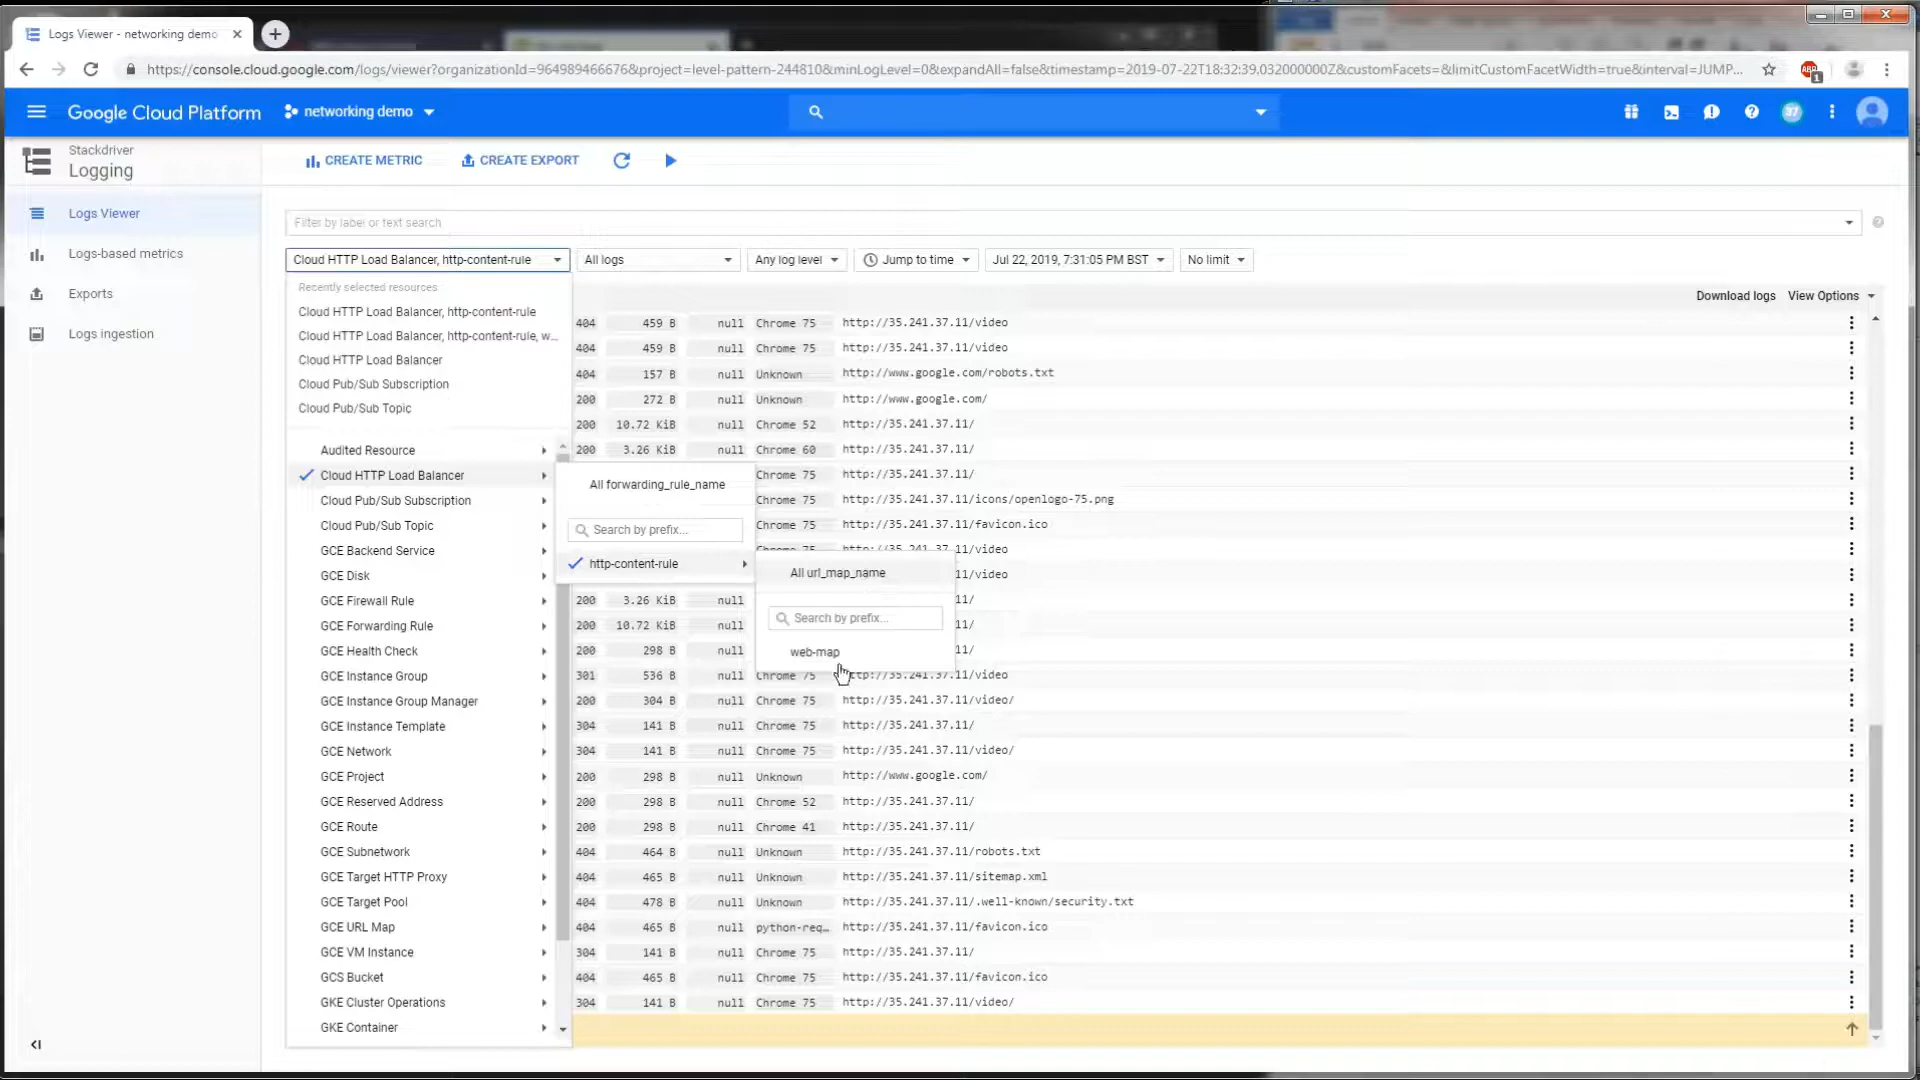 Logs Viewer - networking demo
https://console.cloud.google.com/logs/viewer?organizationId=964989466676&project=level-pattern-244810&minLogLevel=0&expandAll=false&timestamp=2019-07-22T18:32:39.032000000Z&customFacets=&limitCustomFacetWidth=true&interval=JUMP...
ABP 1
Google Cloud Platform networking demo 37
Stackdriver
Logging
CREATE METRIC CREATE EXPORT
Logs Viewer
Logs-based metrics
Exports
Logs ingestion
Filter by label or text search
Cloud HTTP Load Balancer, http-content-rule All logs Any log level Jump to time Jul 22, 2019, 7:31:05 PM BST No limit
Download logs View Options
Recently selected resources
Cloud HTTP Load Balancer, http-content-rule
Cloud HTTP Load Balancer, http-content-rule, w...
Cloud HTTP Load Balancer
Cloud Pub/Sub Subscription
Cloud Pub/Sub Topic
Audited Resource
Cloud HTTP Load Balancer
Cloud Pub/Sub Subscription
Cloud Pub/Sub Topic
GCE Backend Service
GCE Disk
GCE Firewall Rule
GCE Forwarding Rule
GCE Health Check
GCE Instance Group
GCE Instance Group Manager
GCE Instance Template
GCE Network
GCE Project
GCE Reserved Address
GCE Route
GCE Subnetwork
GCE Target HTTP Proxy
GCE Target Pool
GCE URL Map
GCE VM Instance
GCS Bucket
GKE Cluster Operations
GKE Container
All forwarding_rule_name
Search by prefix...
http-content-rule
All url_map_name
Search by prefix...
web-map
404 459 B null Chrome 75 http://35.241.37.11/video
404 459 B null Chrome 75 http://35.241.37.11/video
404 157 B null Unknown http://www.google.com/robots.txt
200 272 B null Unknown http://www.google.com/
200 10.72 KiB null Chrome 52 http://35.241.37.11/
200 3.26 KiB null Chrome 60 http://35.241.37.11/
Chrome 75 http://35.241.37.11/
Chrome 75 http://35.241.37.11/icons/openlogo-75.png
Chrome 75 http://35.241.37.11/favicon.ico
Chrome 75 http://35.241.37.11/video
11/video
200 3.26 KiB null 11/
200 10.72 KiB null 11/
200 298 B null 11/
301 536 B null Chrome 75 http://35.241.37.11/video
200 304 B null Chrome 75 http://35.241.37.11/video/
304 141 B null Chrome 75 http://35.241.37.11/
304 141 B null Chrome 75 http://35.241.37.11/video/
200 298 B null Unknown http://www.google.com/
200 298 B null Chrome 52 http://35.241.37.11/
200 298 B null Chrome 41 http://35.241.37.11/
404 464 B null Unknown http://35.241.37.11/robots.txt
404 465 B null Unknown http://35.241.37.11/sitemap.xml
404 478 B null Unknown http://35.241.37.11/.well-known/security.txt
404 465 B null python-req... http://35.241.37.11/favicon.ico
304 141 B null Chrome 75 http://35.241.37.11/
404 465 B null Chrome 75 http://35.241.37.11/favicon.ico
304 141 B null Chrome 75 http://35.241.37.11/video/